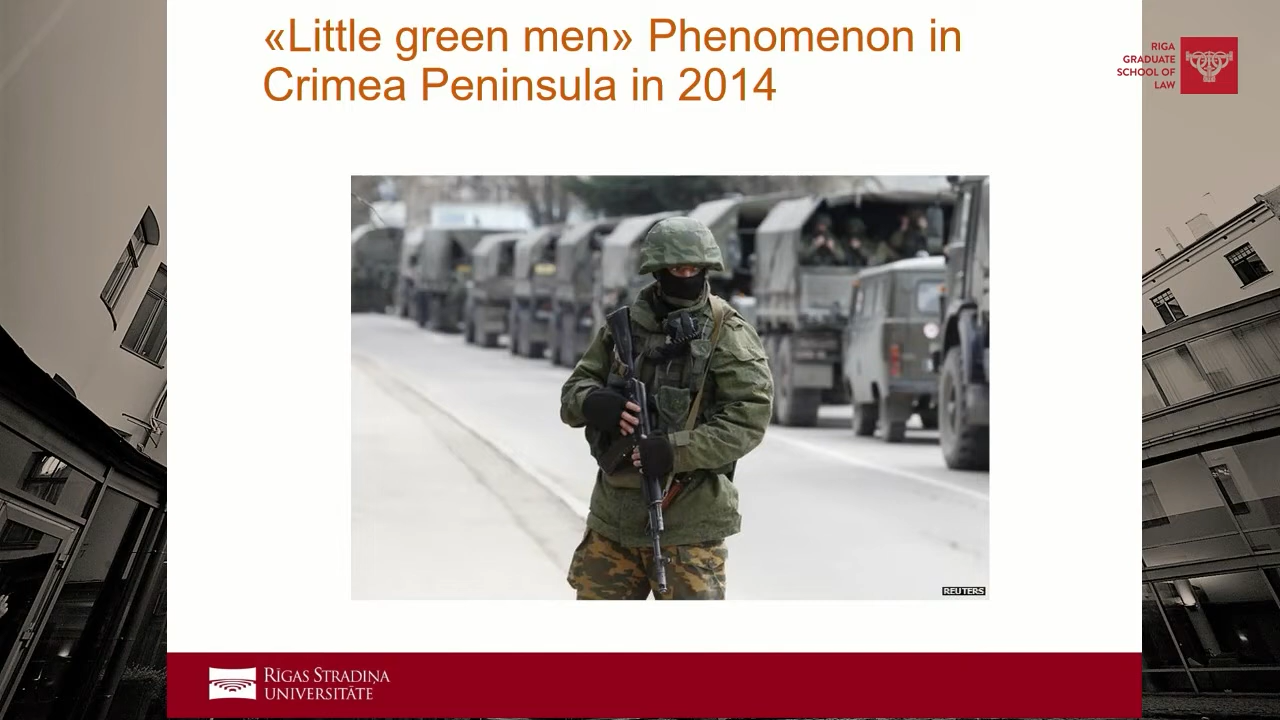 «Little green men» Phenomenon in
Crimea Peninsula in 2014
RIGA
GRADUATE
SCHOOL OF
LAW
REUTERS
RĪGAS STRADIŅA
UNIVERSITĀTE